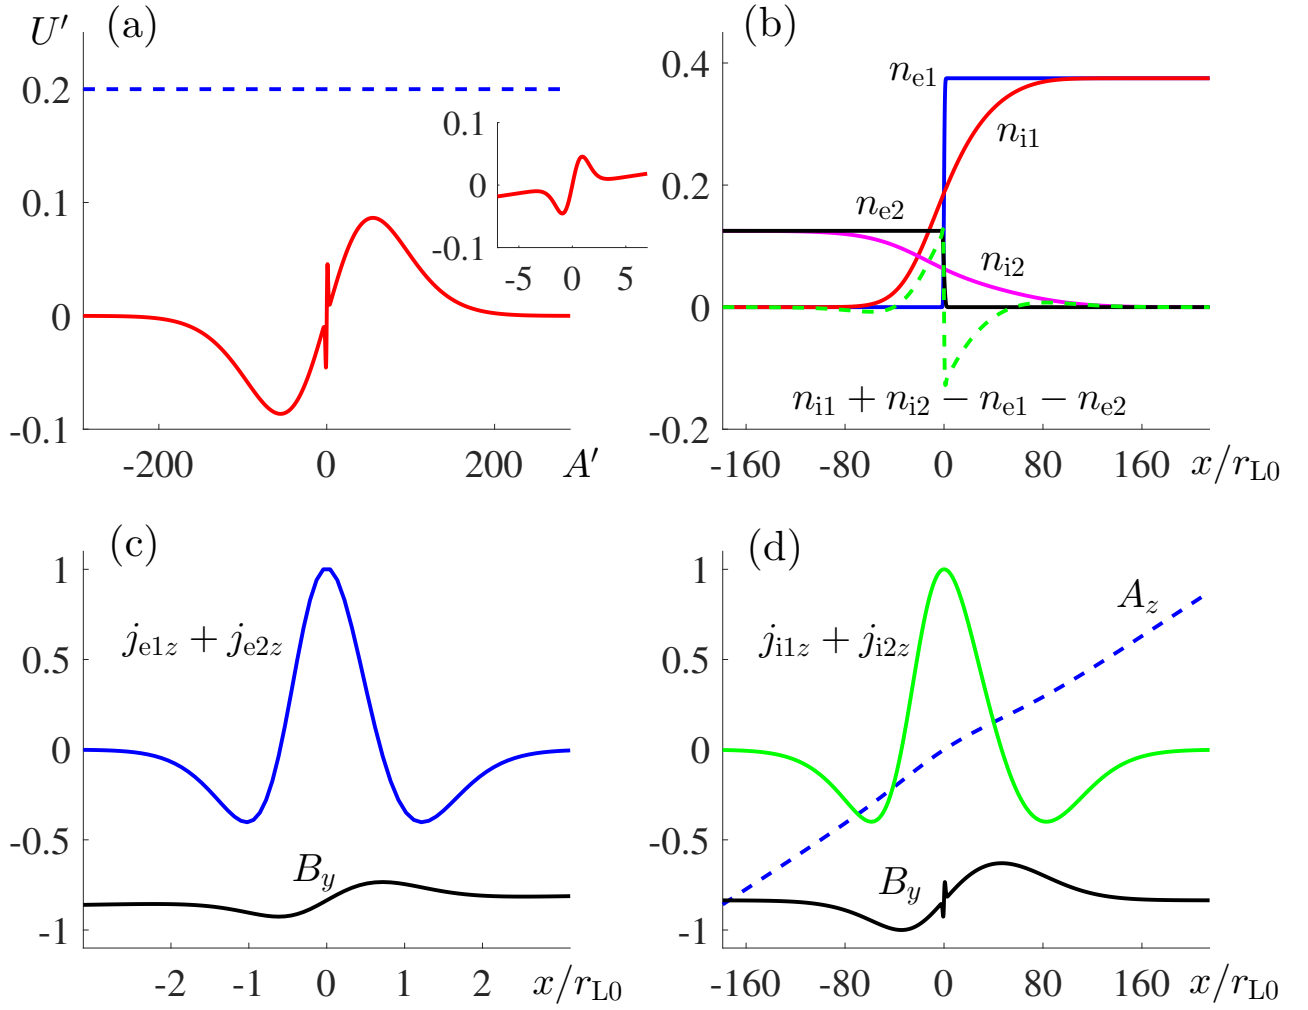 (a)
U′
0.2
0.1
0
-0.1
-200
0
200
A′
0.1
0
-0.1
-5
0
5
(b)
0.4
0.2
0
-0.2
n_e1
n_i1
n_e2
n_i2
n_i1 + n_i2 − n_e1 − n_e2
-160
-80
0
80
160
x/r_L0
(c)
1
0.5
0
-0.5
-1
j_e1z + j_e2z
B_y
-2
-1
0
1
2
x/r_L0
(d)
1
0.5
0
-0.5
-1
A_z
j_i1z + j_i2z
B_y
-160
-80
0
80
160
x/r_L0